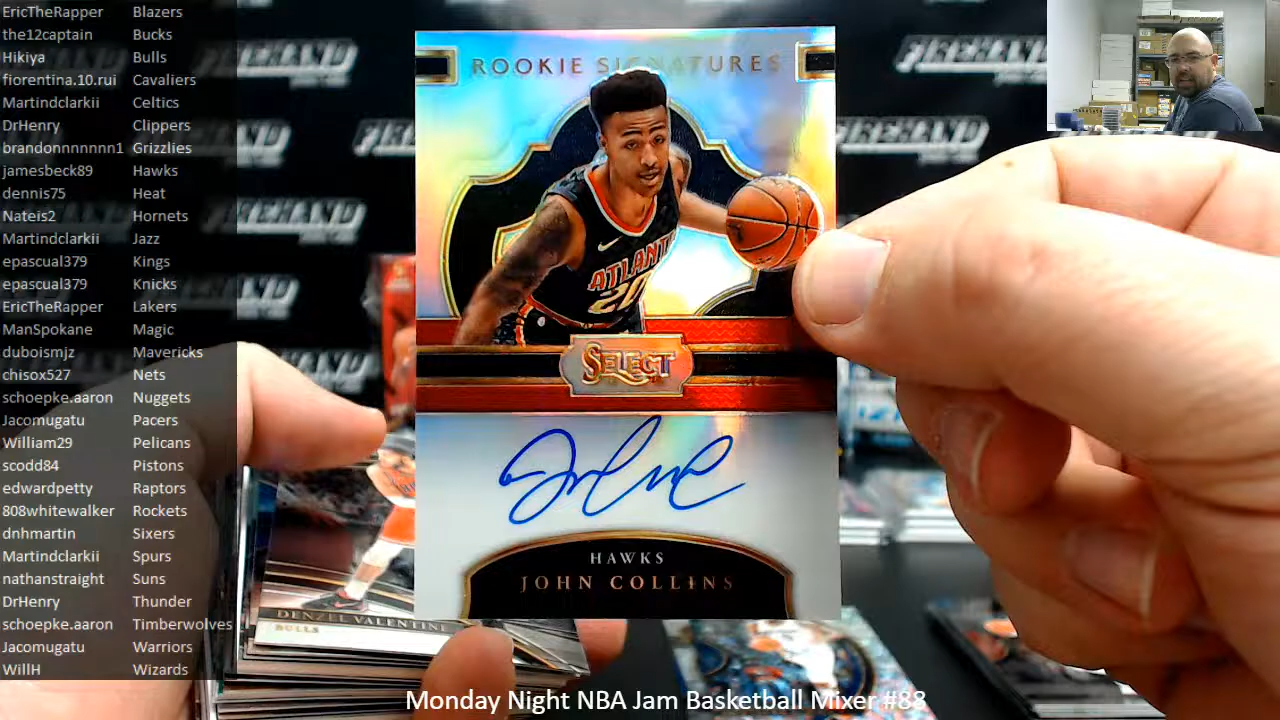 EricTheRapper Blazers
the12captain Bucks
Hikiya Bulls
fiorentina.10.rui Cavaliers
Martindclarkii Celtics
DrHenry Clippers
brandonnnnnnn1 Grizzlies
jamesbeck89 Hawks
dennis75 Heat
Nateis2 Hornets
Martindclarkii Jazz
epascual379 Kings
epascual379 Knicks
EricTheRapper Lakers
ManSpokane Magic
duboismjz Mavericks
chisox527 Nets
schoepke.aaron Nuggets
Jacomugatu Pacers
William29 Pelicans
scodd84 Pistons
edwardpetty Raptors
808whitewalker Rockets
dnhmartin Sixers
Martindclarkii Spurs
nathanstraight Suns
DrHenry Thunder
schoepke.aaron Timberwolves
Jacomugatu Warriors
WillH Wizards
ROOKIE SIGNATURES
ATLANTA
20
SELECT
HAWKS
JOHN COLLINS
DENZEL VALENTINE
BULLS
FIREHAND
FIREHAND
FIREHAND
Monday Night NBA Jam Basketball Mixer #88